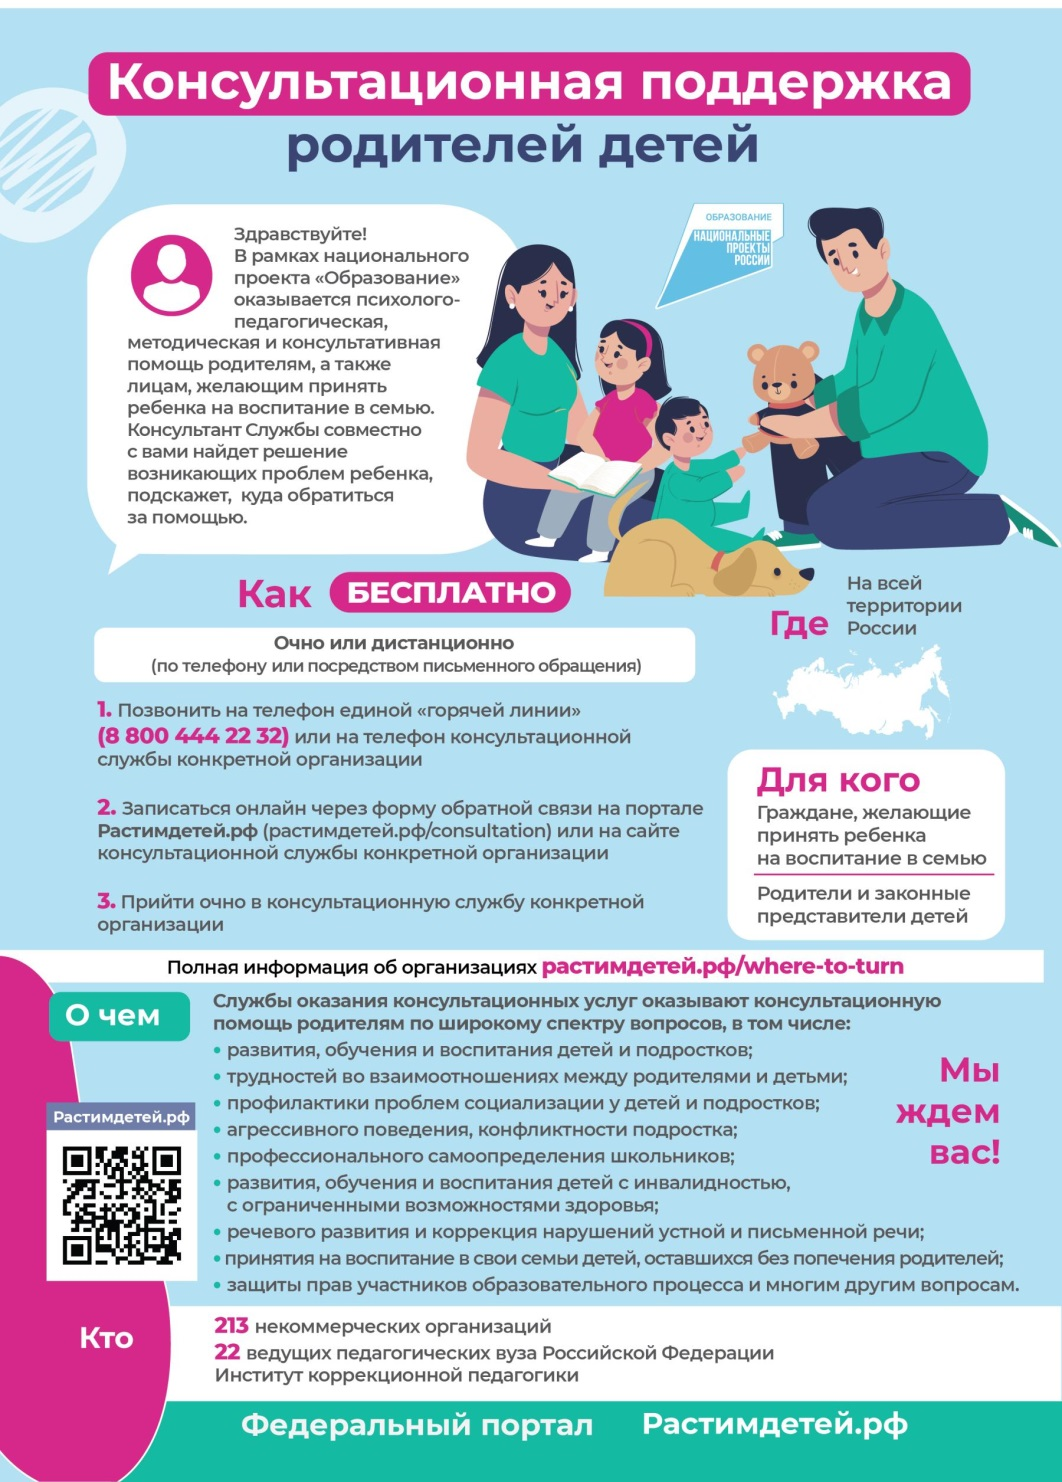 Консультационная поддержка
родителей детей
ОБРАЗОВАНИЕ
НАЦИОНАЛЬНЫЕ
ПРОЕКТЫ
РОССИИ
Здравствуйте!
В рамках национального
проекта «Образование»
оказывается психолого-
педагогическая,
методическая и консультативная
помощь родителям, а также
лицам, желающим принять
ребенка на воспитание в семью.
Консультант Службы совместно
с вами найдет решение
возникающих проблем ребенка,
подскажет, куда обратиться
за помощью.
Как БЕСПЛАТНО
Очно или дистанционно
(по телефону или посредством письменного обращения)
1. Позвонить на телефон единой «горячей линии»
(8 800 444 22 32) или на телефон консультационной
службы конкретной организации
2. Записаться онлайн через форму обратной связи на портале
Растимдетей.рф (растимдетей.рф/consultation) или на сайте
консультационной службы конкретной организации
3. Прийти очно в консультационную службу конкретной
организации
Где
На всей
территории
России
Для кого
Граждане, желающие
принять ребенка
на воспитание в семью
Родители и законные
представители детей
Полная информация об организациях растимдетей.рф/where-to-turn
О чем
Службы оказания консультационных услуг оказывают консультационную
помощь родителям по широкому спектру вопросов, в том числе:
• развития, обучения и воспитания детей и подростков;
• трудностей во взаимоотношениях между родителями и детьми;
• профилактики проблем социализации у детей и подростков;
• агрессивного поведения, конфликтности подростка;
• профессионального самоопределения школьников;
• развития, обучения и воспитания детей с инвалидностью,
с ограниченными возможностями здоровья;
• речевого развития и коррекция нарушений устной и письменной речи;
• принятия на воспитание в свои семьи детей, оставшихся без попечения родителей;
• защиты прав участников образовательного процесса и многим другим вопросам.
Мы
ждем
вас!
Растимдетей.рф
Кто
213 некоммерческих организаций
22 ведущих педагогических вуза Российской Федерации
Институт коррекционной педагогики
Федеральный портал Растимдетей.рф